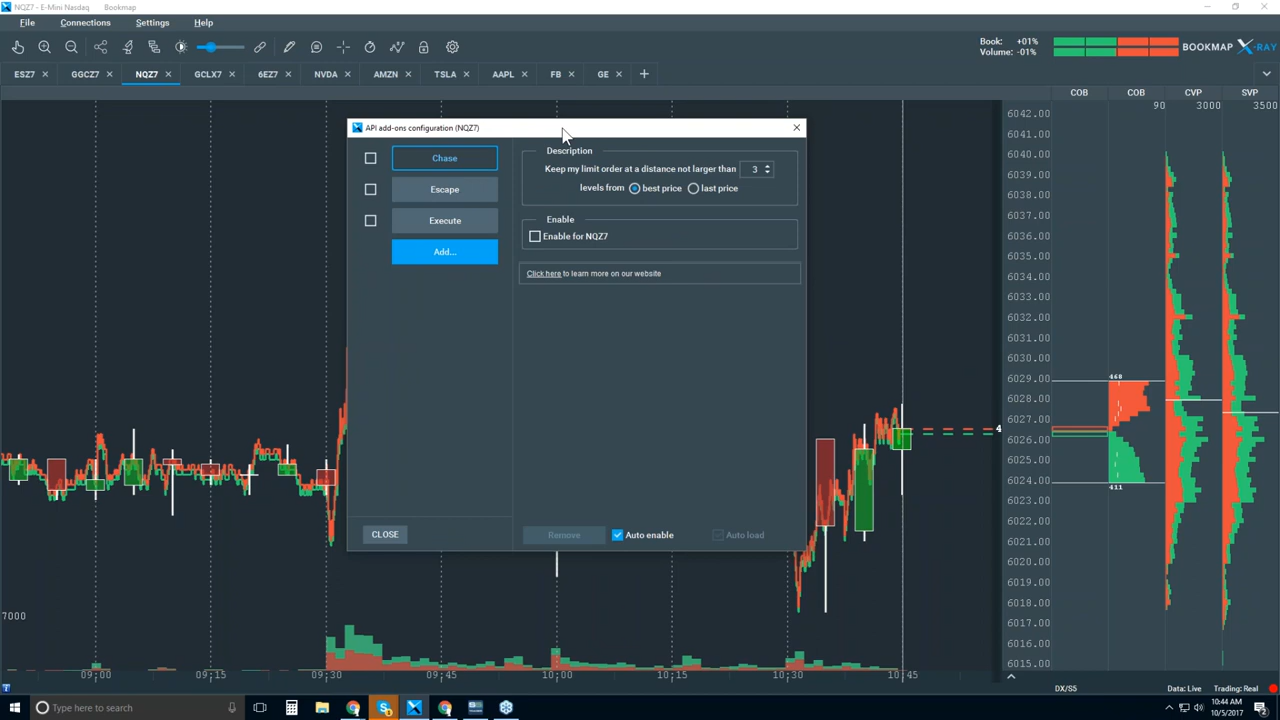 NQZ7 - E-Mini Nasdaq Bookmap
File Connections Settings Help
Book: +01%
Volume: -01%
BOOKMAP X-RAY
ESZ7 GGCZ7 NQZ7 GCLX7 6EZ7 NVDA AMZN TSLA AAPL FB GE
COB COB CVP SVP
90 3000 3500
API add-ons configuration (NQZ7)
Chase
Escape
Execute
Add...
Description
Keep my limit order at a distance not larger than 3
levels from best price last price
Enable
Enable for NQZ7
Click here to learn more on our website
CLOSE
Remove
Auto enable
Auto load
6042.00
6041.00
6040.00
6039.00
6038.00
6037.00
6036.00
6035.00
6034.00
6033.00
6032.00
6031.00
6030.00
6029.00
6028.00
6027.00
6026.00
6025.00
6024.00
6023.00
6022.00
6021.00
6020.00
6019.00
6018.00
6017.00
6016.00
6015.00
468
411
4
7000
09:00 09:15 09:30 09:45 10:00 10:15 10:30 10:45
DX/S5 Data: Live Trading: Real
Type here to search
10:44 AM
10/5/2017
2